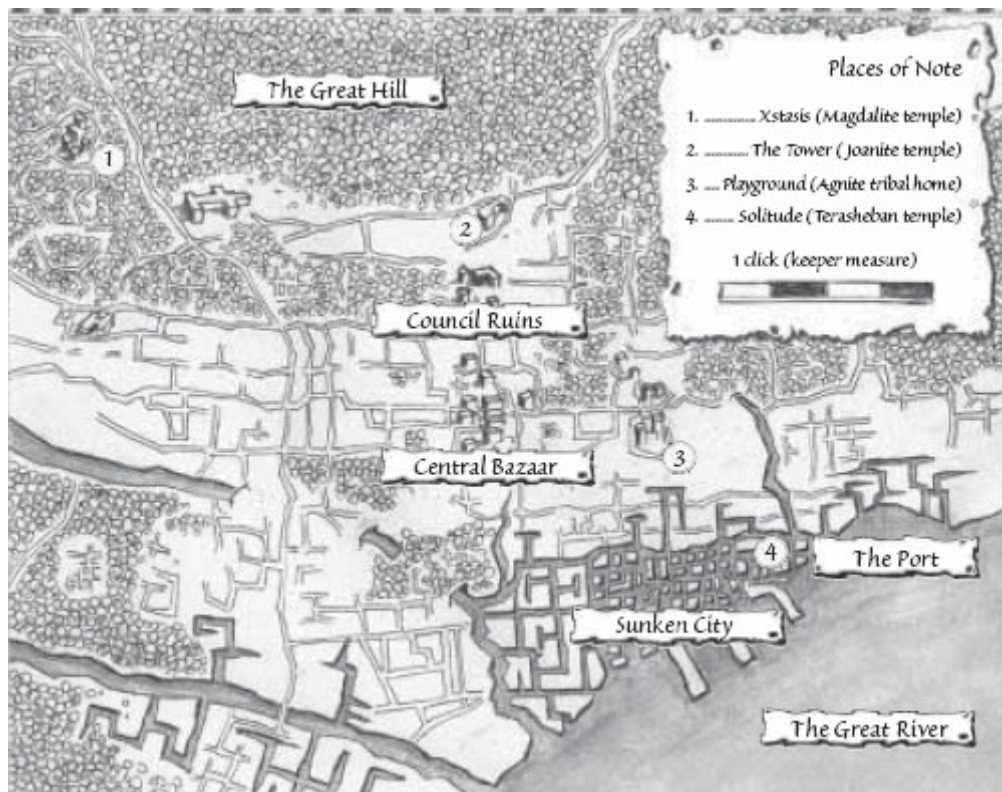 The Great Hill
Places of Note
1. .............. Xstasis (Magdalite temple)
2. ............ The Tower (Joanite temple)
3. .... Playground (Agnite tribal home)
4. ........ Solitude (Terasheban temple)
1 click (keeper measure)
1
2
Council Ruins
Central Bazaar
3
4
The Port
Sunken City
The Great River